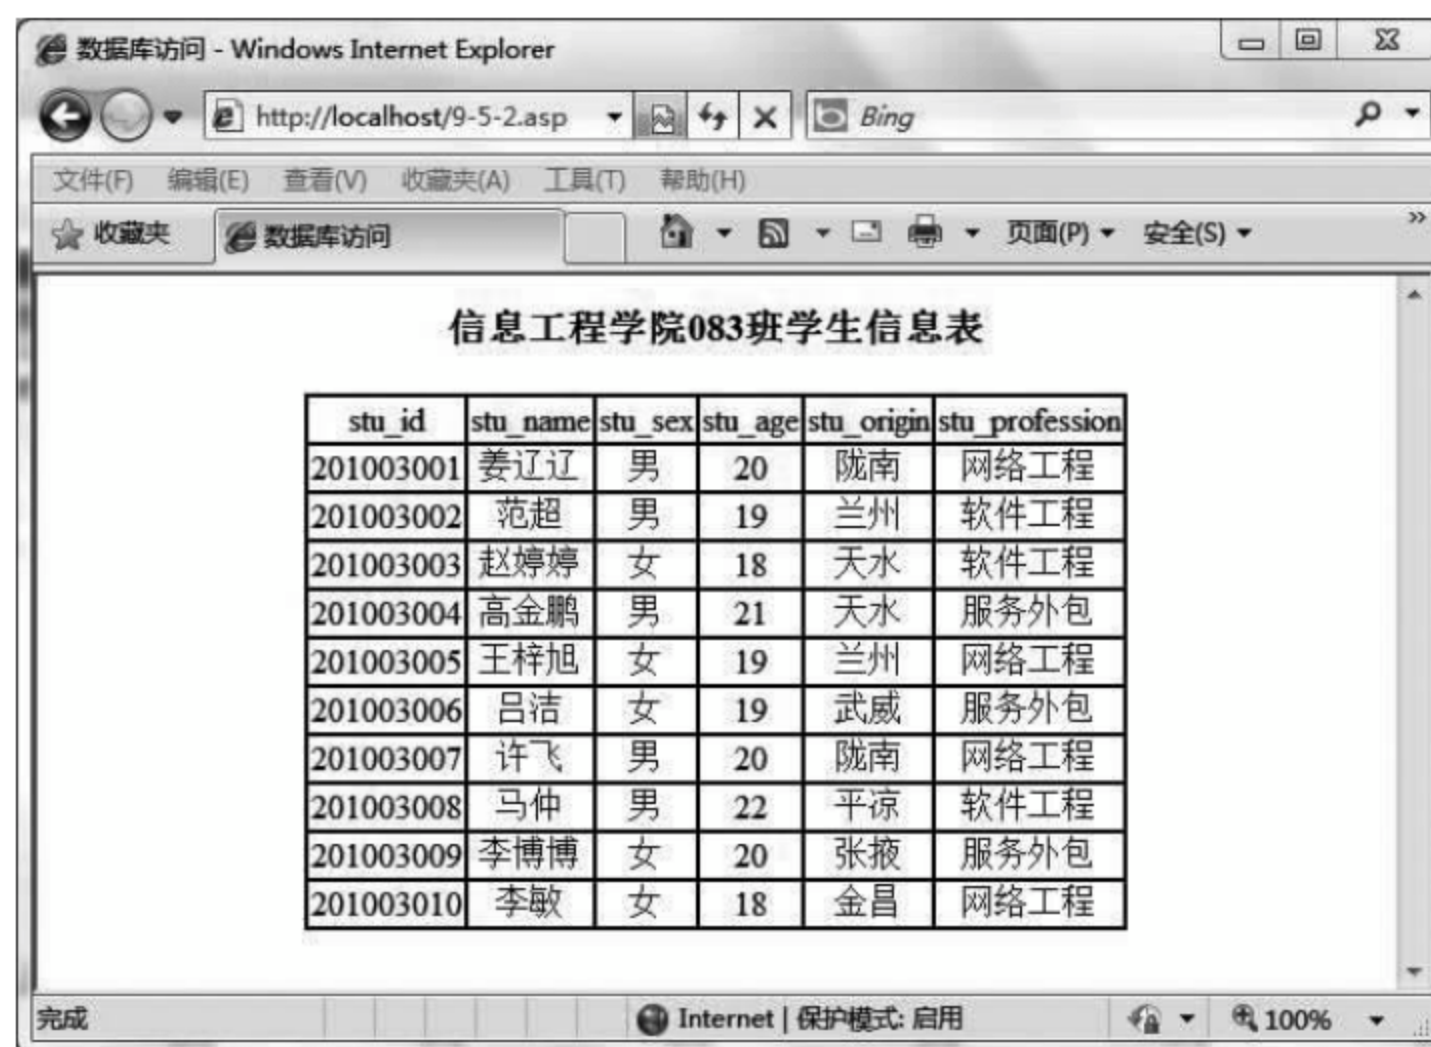 数据库访问 - Windows Internet Explorer
http://localhost/9-5-2.asp Bing
文件(F) 编辑(E) 查看(V) 收藏夹(A) 工具(T) 帮助(H)
收藏夹 数据库访问 页面(P) 安全(S) »
信息工程学院083班学生信息表
stu_id stu_name stu_sex stu_age stu_origin stu_profession
201003001 姜辽辽 男 20 陇南 网络工程
201003002 范超 男 19 兰州 软件工程
201003003 赵婷婷 女 18 天水 软件工程
201003004 高金鹏 男 21 天水 服务外包
201003005 王梓旭 女 19 兰州 网络工程
201003006 吕洁 女 19 武威 服务外包
201003007 许飞 男 20 陇南 网络工程
201003008 马仲 男 22 平凉 软件工程
201003009 李博博 女 20 张掖 服务外包
201003010 李敏 女 18 金昌 网络工程
完成 Internet | 保护模式: 启用 100%